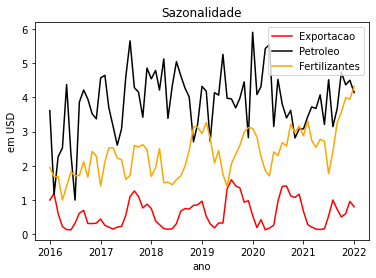 Sazonalidade
Exportacao
Petroleo
Fertilizantes
em USD
6
5
4
3
2
1
0
2016
2017
2018
2019
2020
2021
2022
ano